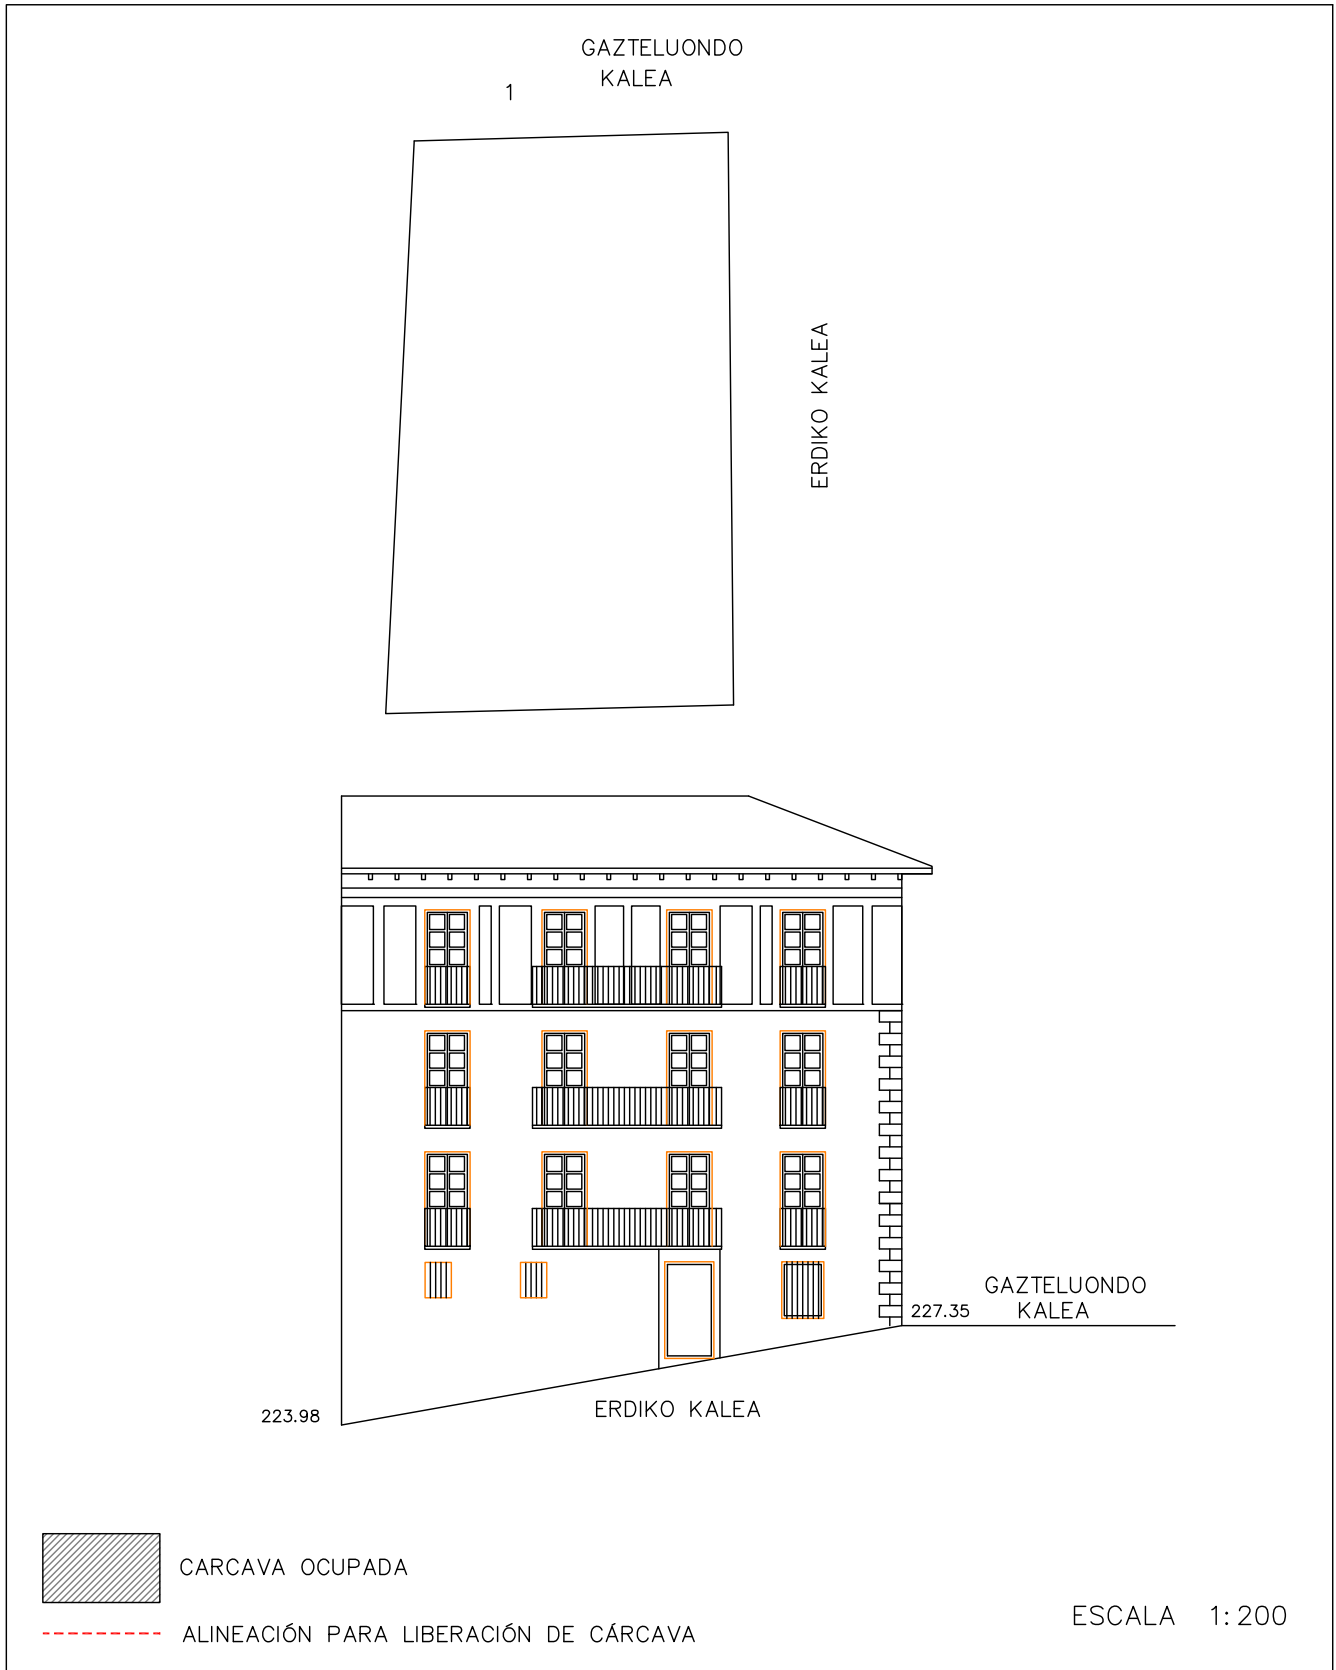 GAZTELUONDO
KALEA
1
ERDIKO KALEA
GAZTELUONDO
KALEA
227.35
223.98
ERDIKO KALEA
CARCAVA OCUPADA
ALINEACIÓN PARA LIBERACIÓN DE CÁRCAVA
ESCALA 1:200